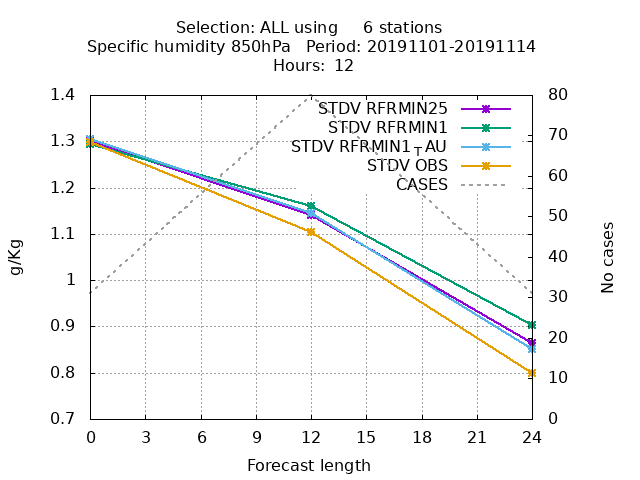 Selection: ALL using     6 stations
Specific humidity 850hPa   Period: 20191101-20191114
Hours: 12
STDV RFRMIN25
STDV RFRMIN1
STDV RFRMIN1TAU
STDV OBS
CASES
1.4
1.3
1.2
1.1
1
0.9
0.8
0.7
g/Kg
80
70
60
50
40
30
20
10
0
No cases
0 3 6 9 12 15 18 21 24
Forecast length